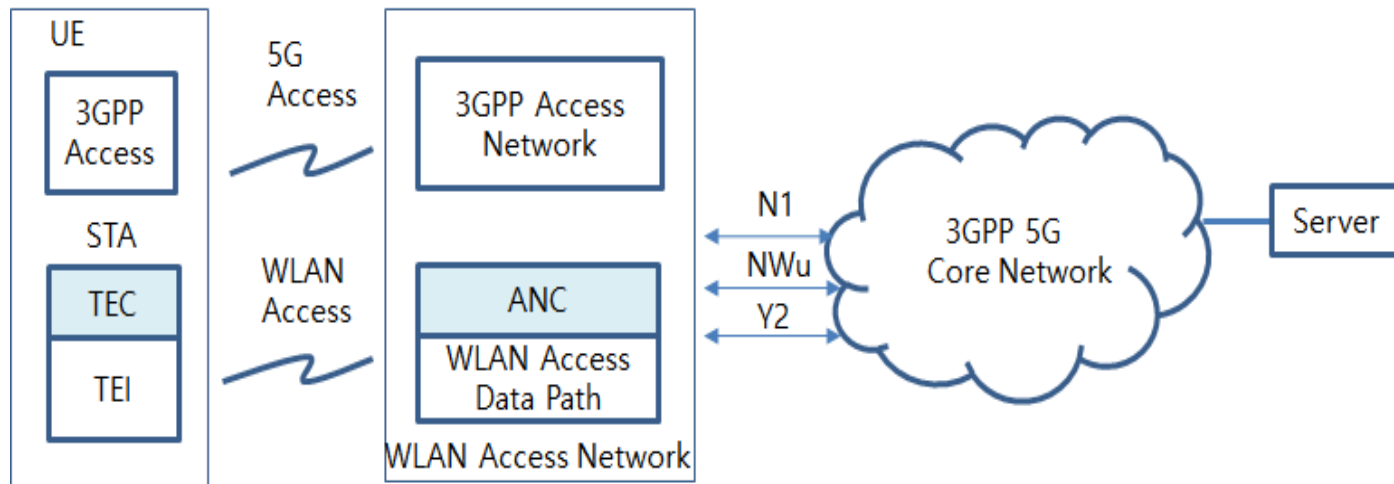 UE
3GPP
Access
STA
TEC
TEI
5G
Access
WLAN
Access
3GPP Access
Network
ANC
WLAN Access
Data Path
WLAN Access Network
N1
NWu
Y2
3GPP 5G
Core Network
Server